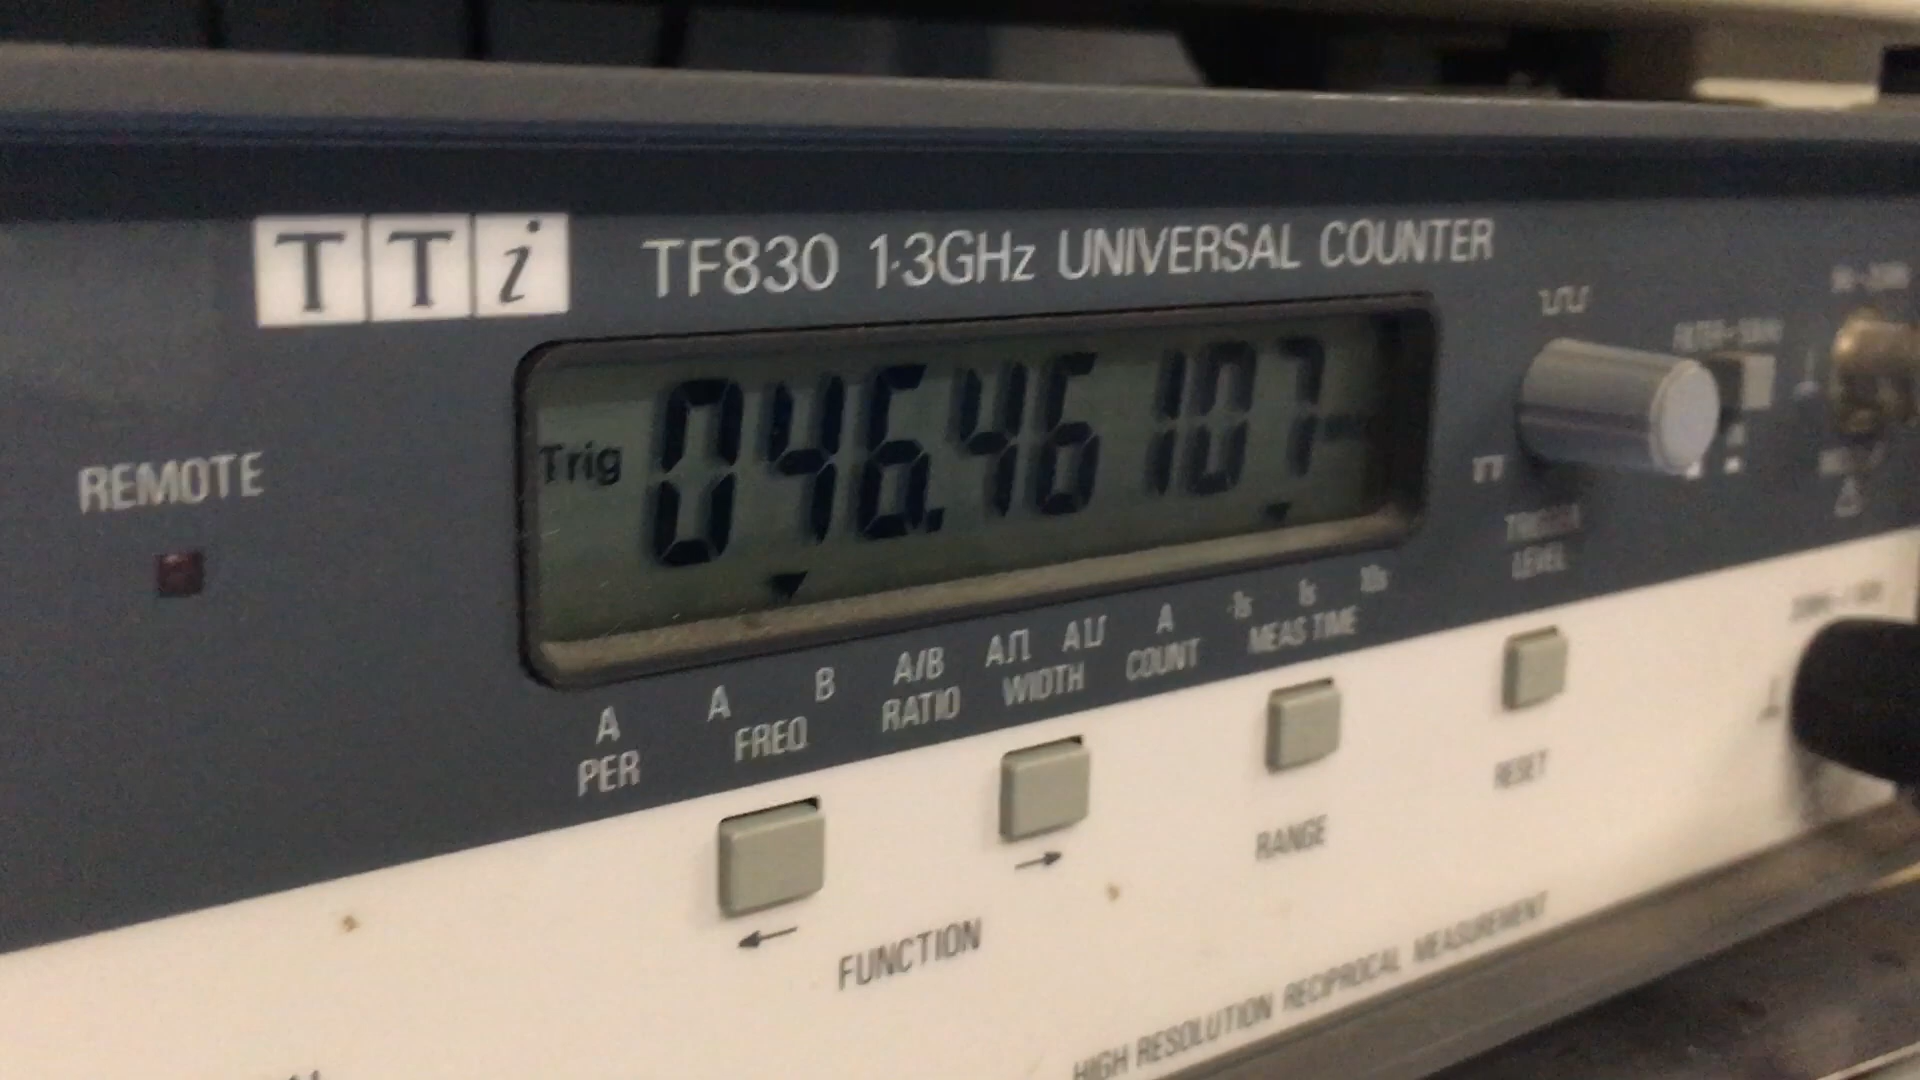 TTi TF830 1·3GHz UNIVERSAL COUNTER
Trig 046.46107
REMOTE
A PER
A B FREQ
A/B RATIO
A A WIDTH
A COUNT
·1s 1s 10s MEAS TIME
TRIGGER LEVEL
RESET
RANGE
FUNCTION
HIGH RESOLUTION RECIPROCAL MEASUREMENT